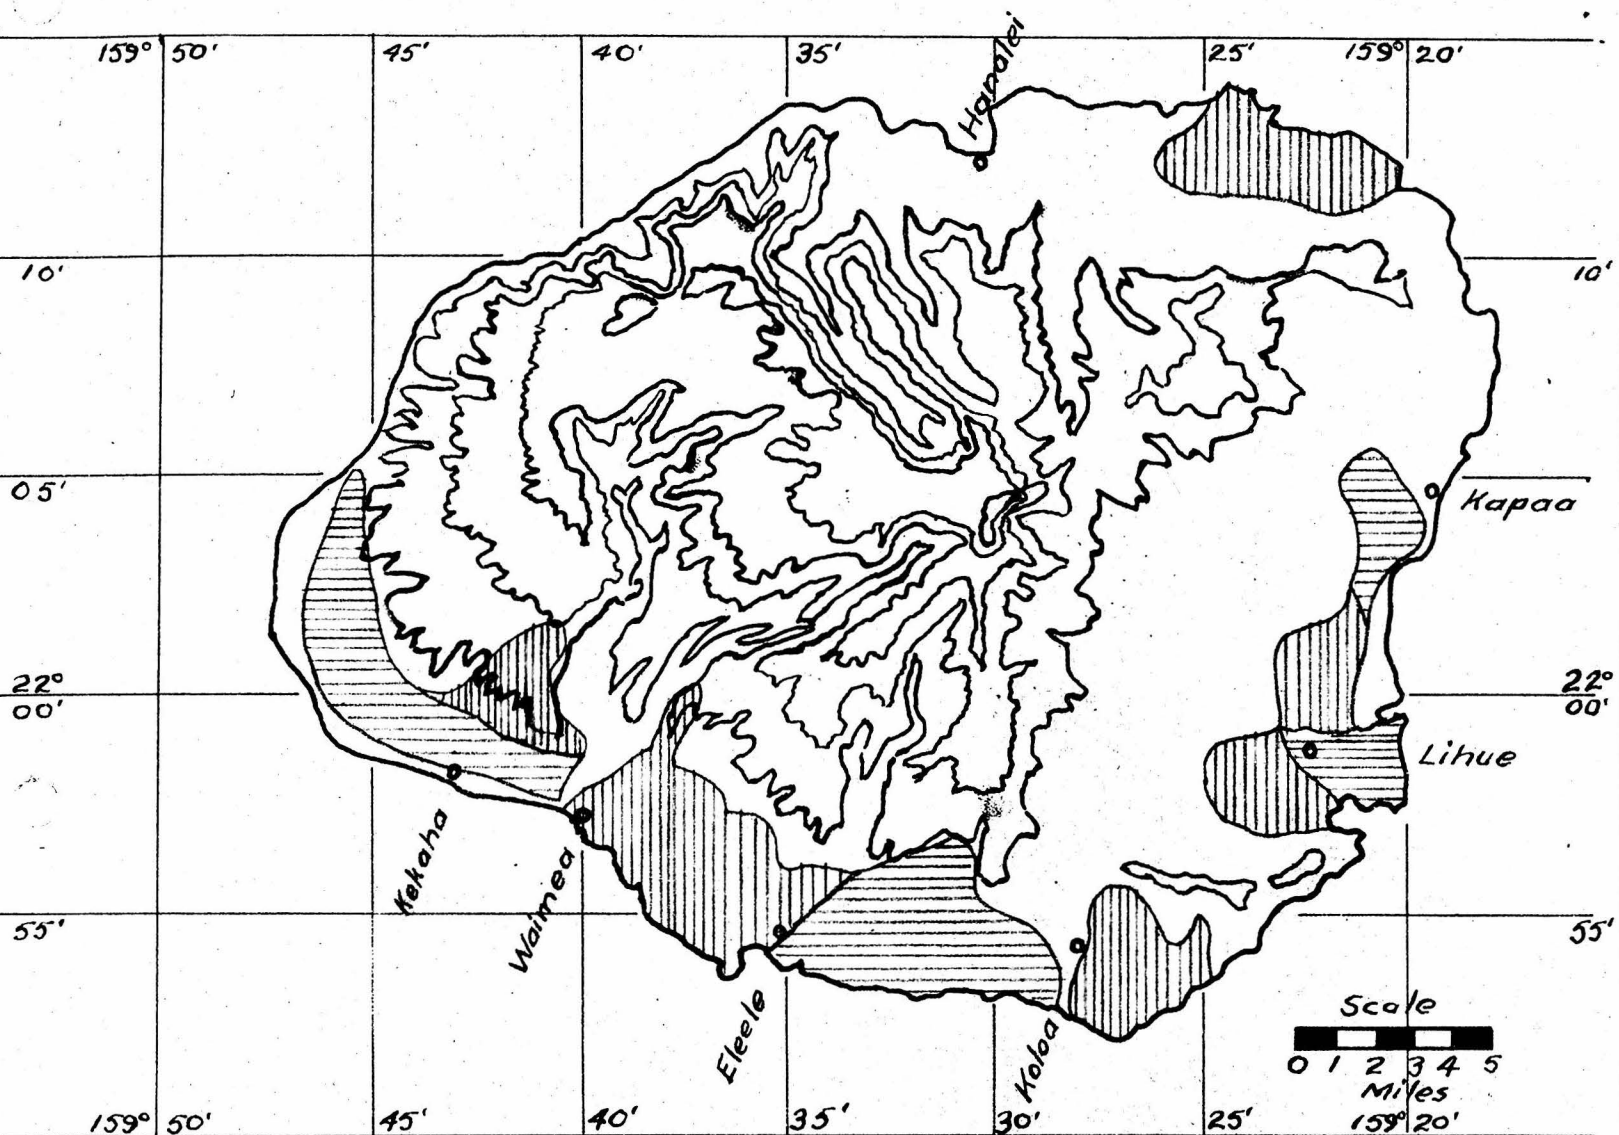 159° 50' 45' 40' 35' 25' 159° 20'
Hanalei
10' 10'
05'
Kapaa
22° 22°
00' 00'
Lihue
Kekaha
Waimea
55' 55'
Eleele
Koloa
Scale
0 1 2 3 4 5
Miles
159° 50' 45' 40' 35' 30' 25' 159° 20'